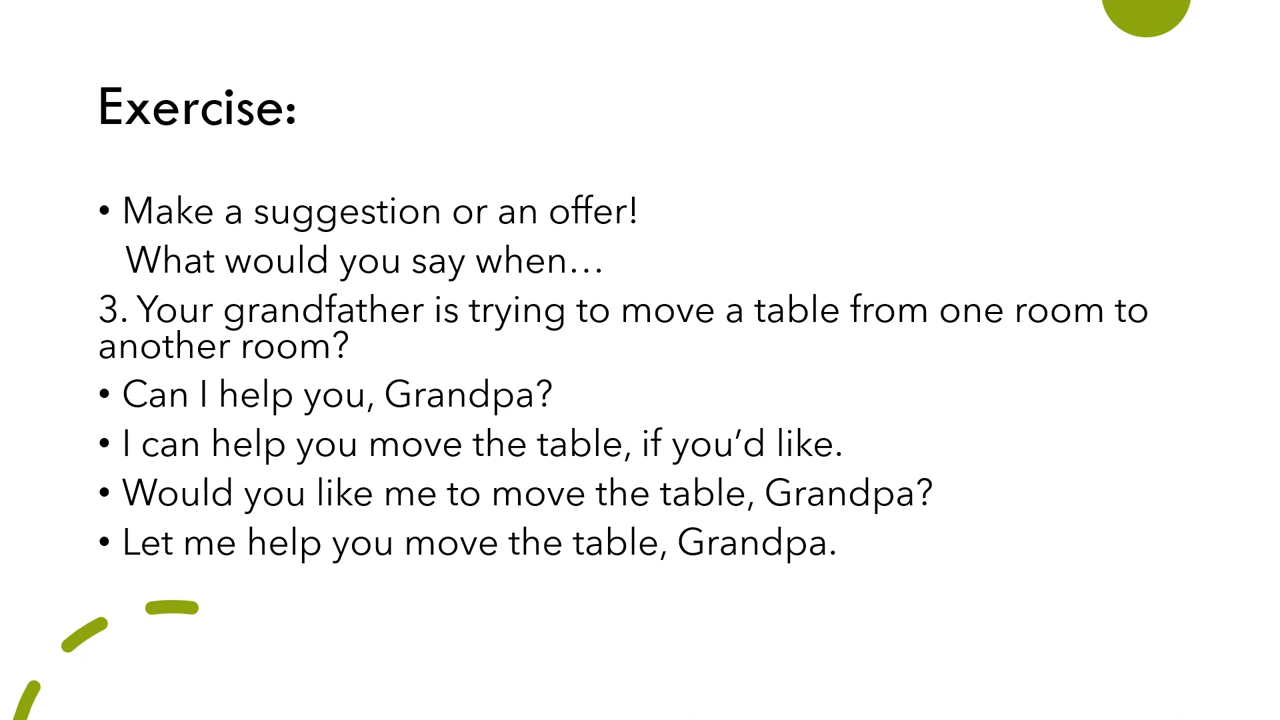 Exercise:
• Make a suggestion or an offer!
What would you say when…
3. Your grandfather is trying to move a table from one room to
another room?
• Can I help you, Grandpa?
• I can help you move the table, if you’d like.
• Would you like me to move the table, Grandpa?
• Let me help you move the table, Grandpa.